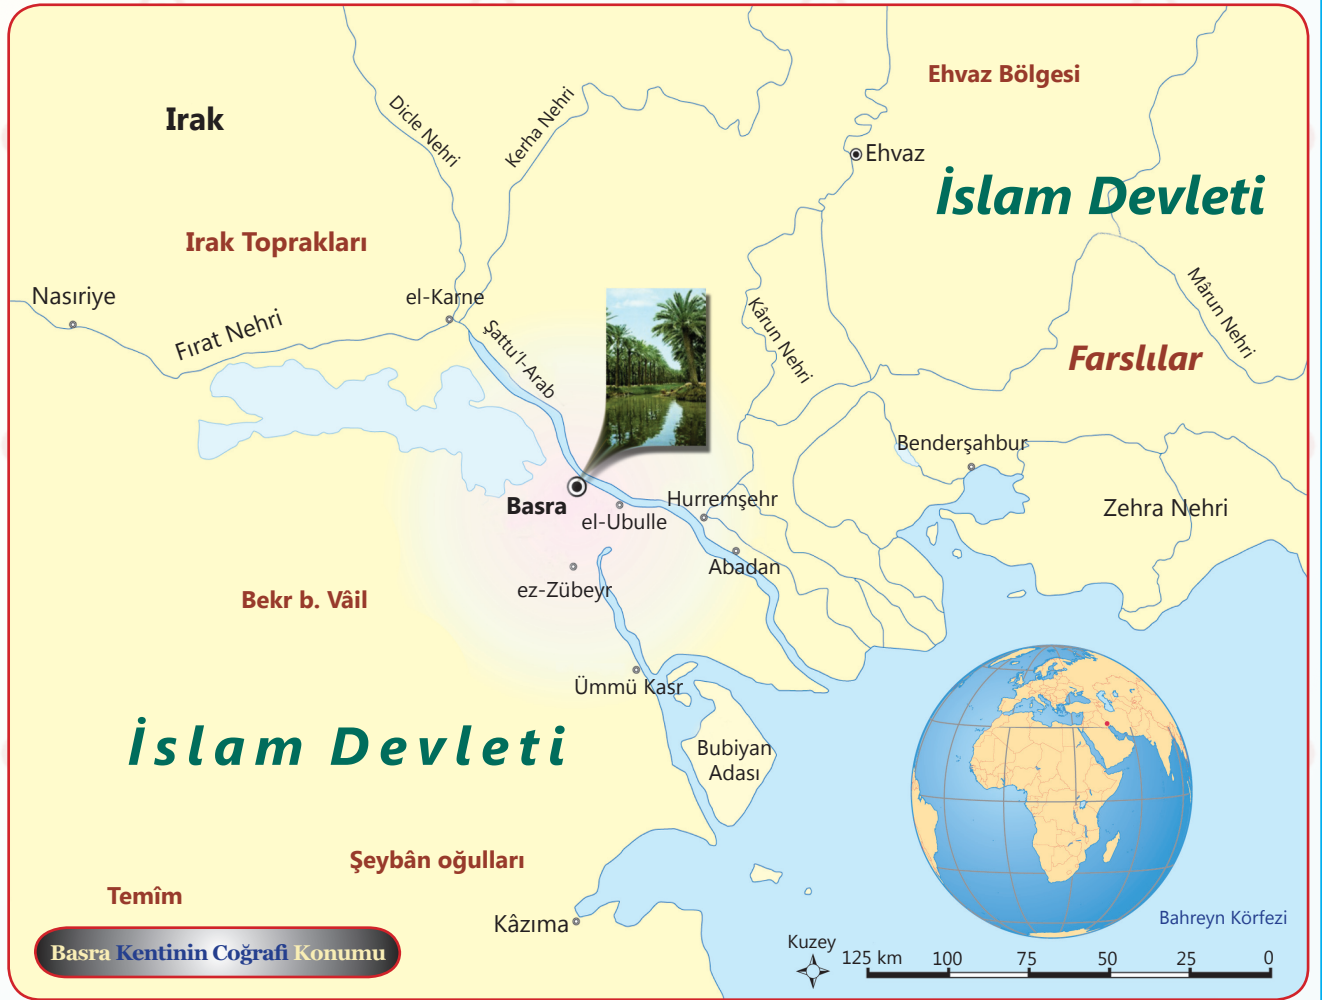 Ehvaz Bölgesi
Irak
Dicle Nehri
Kerha Nehri
Ehvaz
İslam Devleti
Irak Toprakları
Nasıriye
el-Karne
Fırat Nehri
Şattu'l-Arab
Kârun Nehri
Mârun Nehri
Farslılar
Benderşahbur
Basra
el-Ubulle
Hurremşehr
Zehra Nehri
Abadan
ez-Zübeyr
Bekr b. Vâil
Ümmü Kasr
İslam Devleti
Bubiyan
Adası
Şeybân oğulları
Temîm
Kâzıma
Bahreyn Körfezi
Basra Kentinin Coğrafi Konumu
Kuzey
125 km 100 75 50 25 0